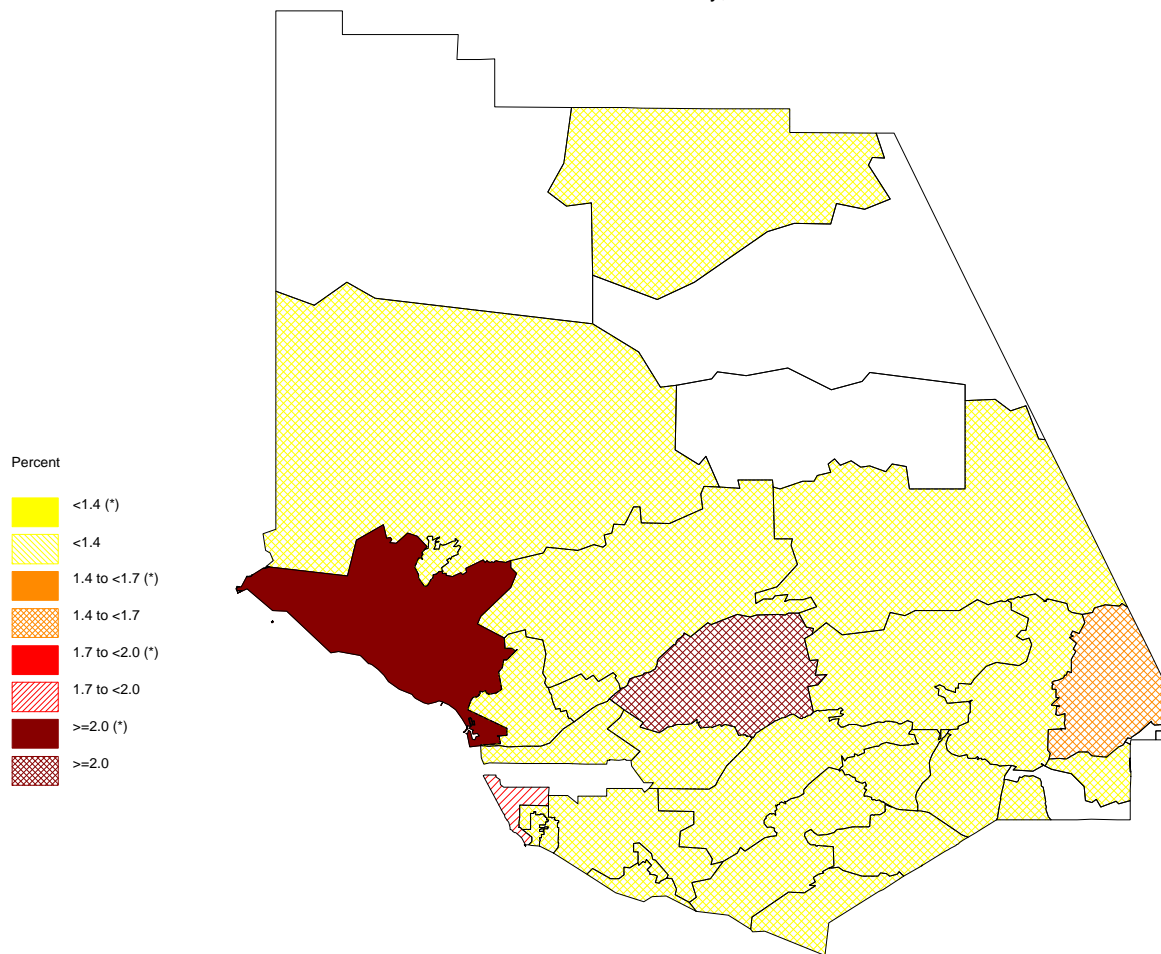 Percent
<1.4 (*)
<1.4
1.4 to <1.7 (*)
1.4 to <1.7
1.7 to <2.0 (*)
1.7 to <2.0
>=2.0 (*)
>=2.0